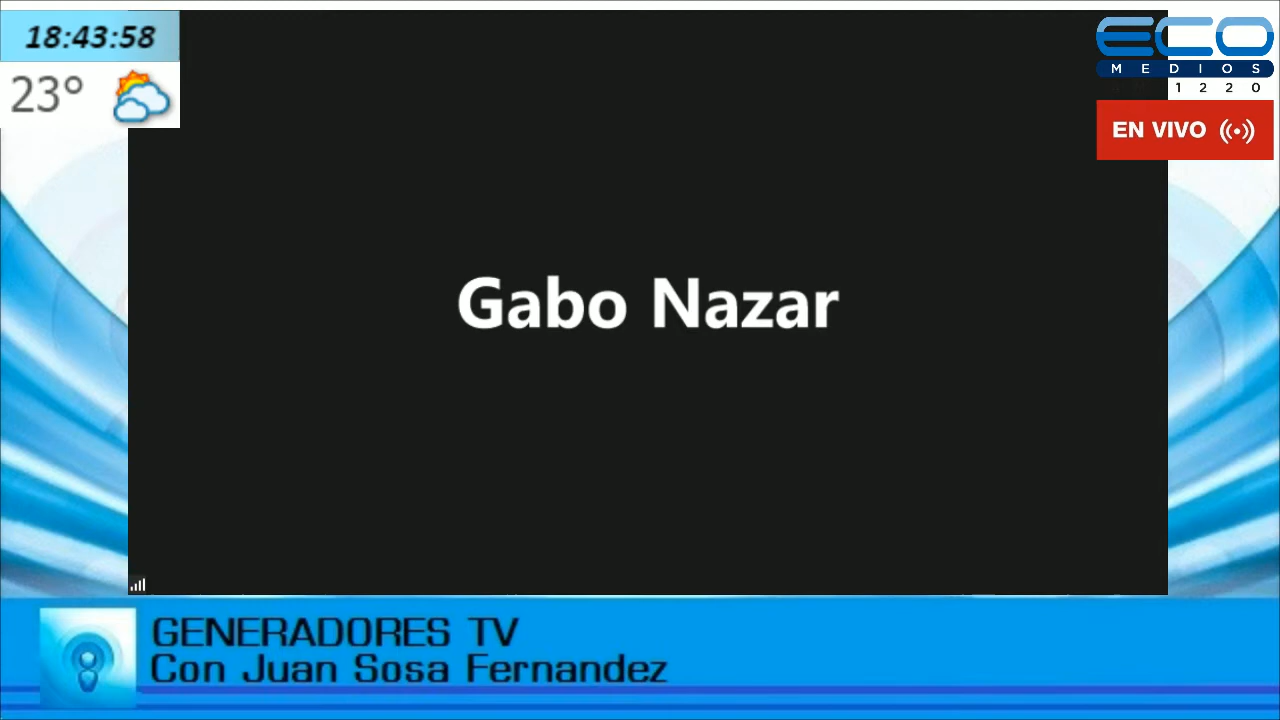 18:43:58
23°
ECO
MEDIOS
1220
EN VIVO
Gabo Nazar
GENERADORES TV
Con Juan Sosa Fernandez